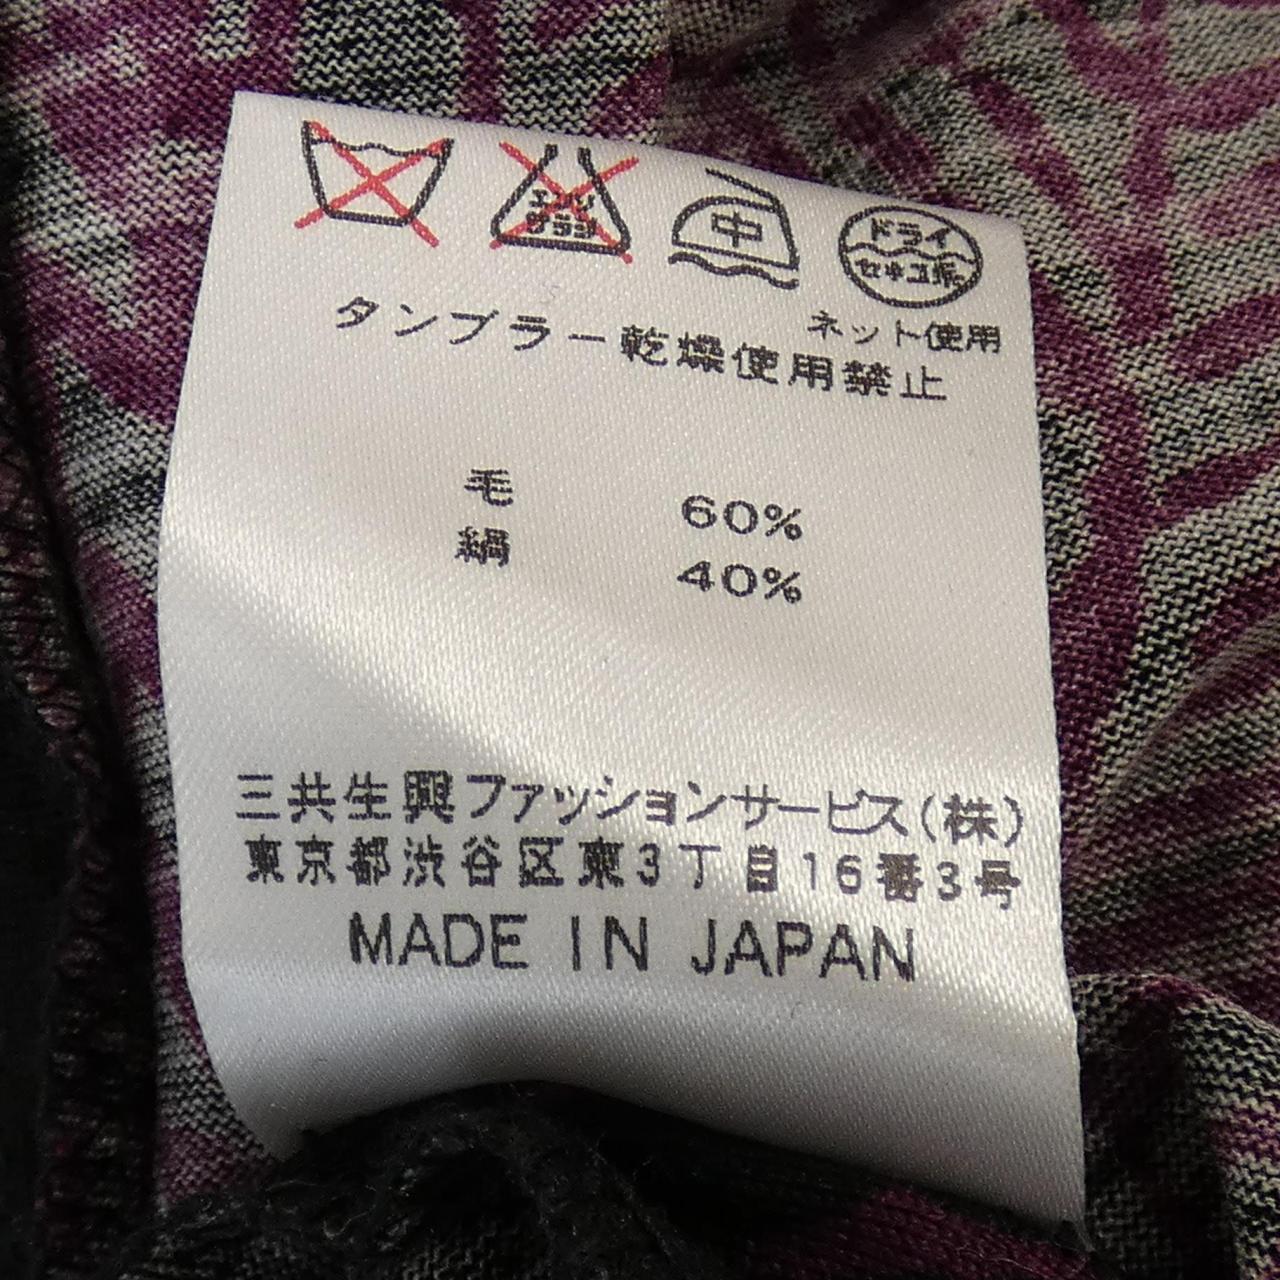 エンソ
サラシ
中
ドライ
セキユ系
ネット使用
タンブラー乾燥使用禁止
毛 60%
絹 40%
三共生興ファッションサービス(株)
東京都渋谷区東3丁目16番3号
MADE IN JAPAN